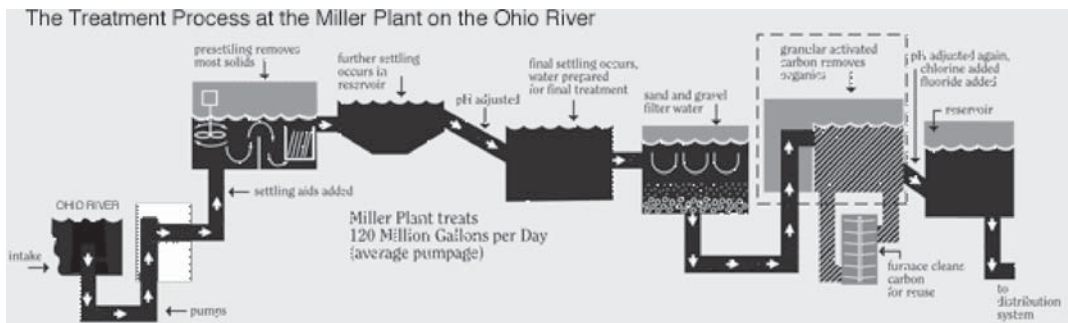 The Treatment Process at the Miller Plant on the Ohio River
presettling removes
most solids
further settling
occurs in
reservoir
pH adjusted
final settling occurs,
water prepared
for final treatment
sand and gravel
filter water
granular activated
carbon removes
organics
pH adjusted again,
chlorine added
fluoride added
reservoir
settling aids added
OHIO RIVER
intake
pumps
Miller Plant treats
120 Million Gallons per Day
(average pumpage)
furnace cleans
carbon
for reuse
to
distribution
system